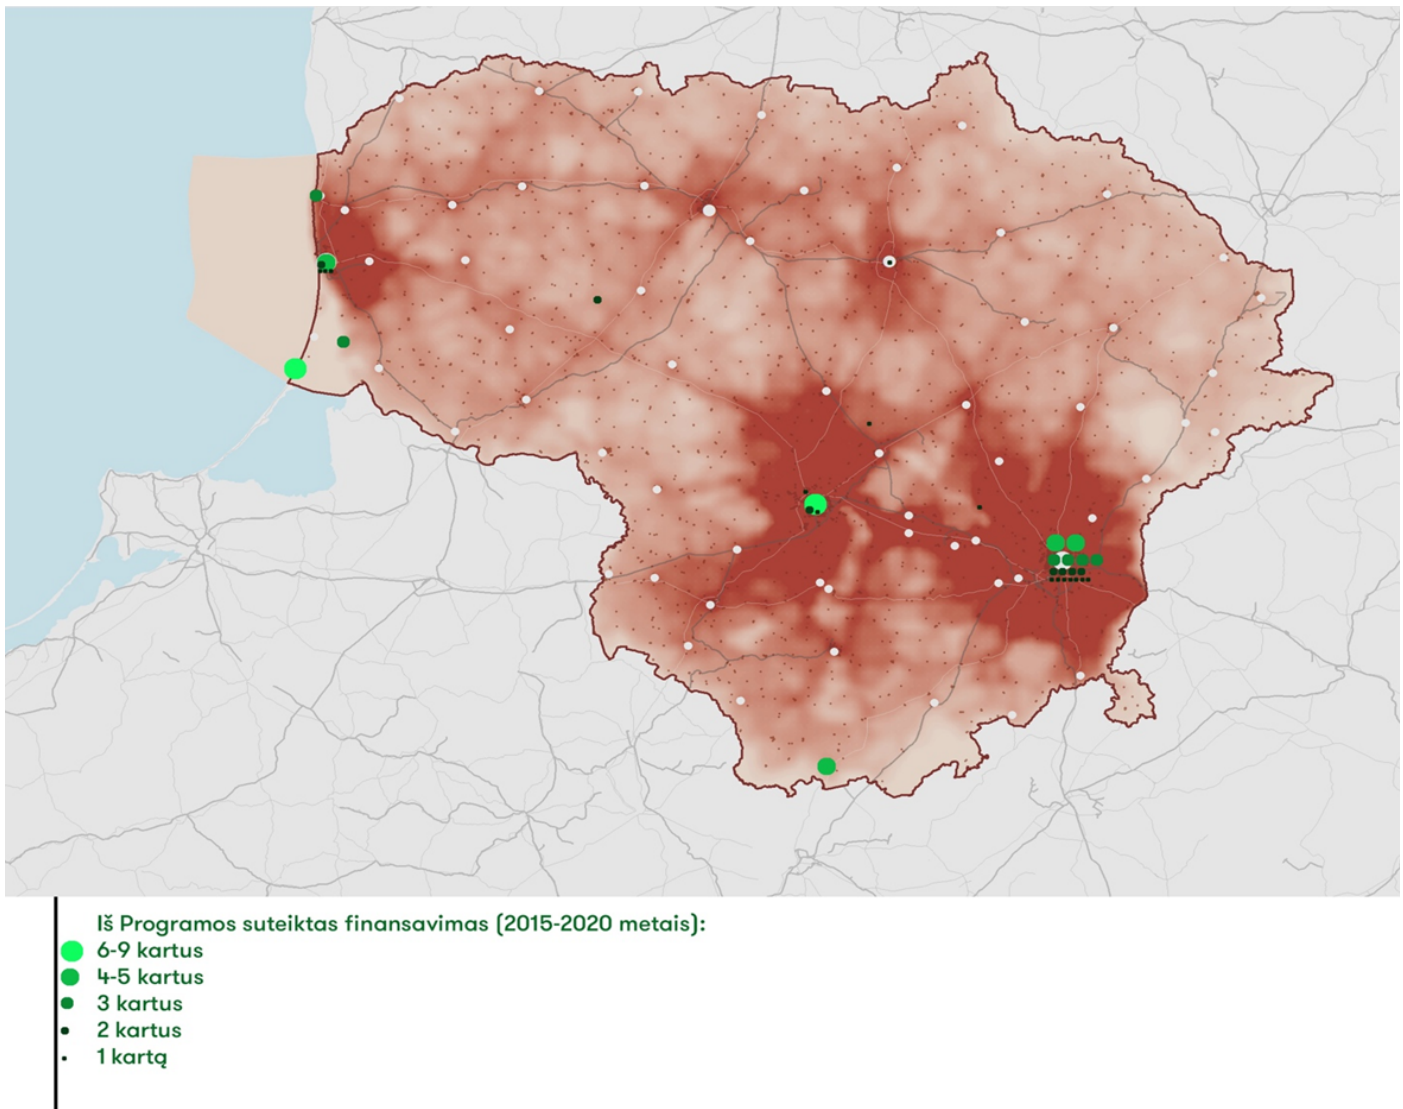 Iš Programos suteiktas finansavimas (2015-2020 metais):
6-9 kartus
4-5 kartus
3 kartus
2 kartus
1 kartą